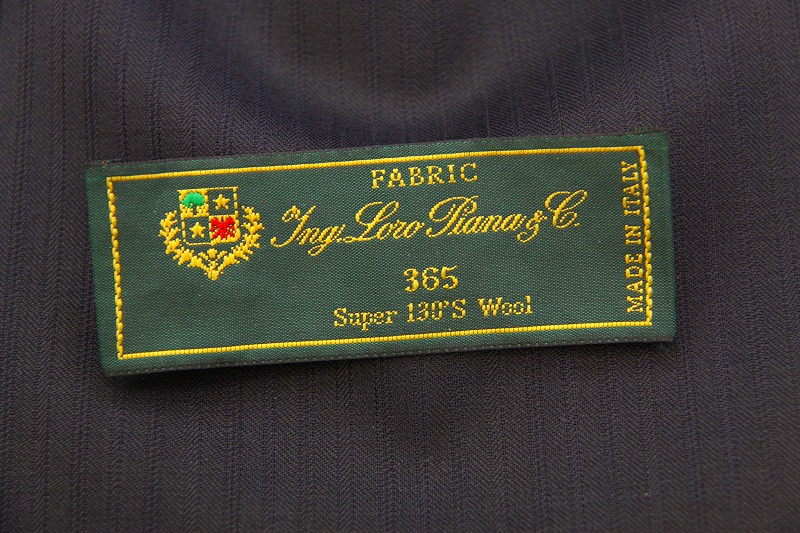 FABRIC
Ing. Loro Piana & C.
365
Super 130'S Wool
MADE IN ITALY